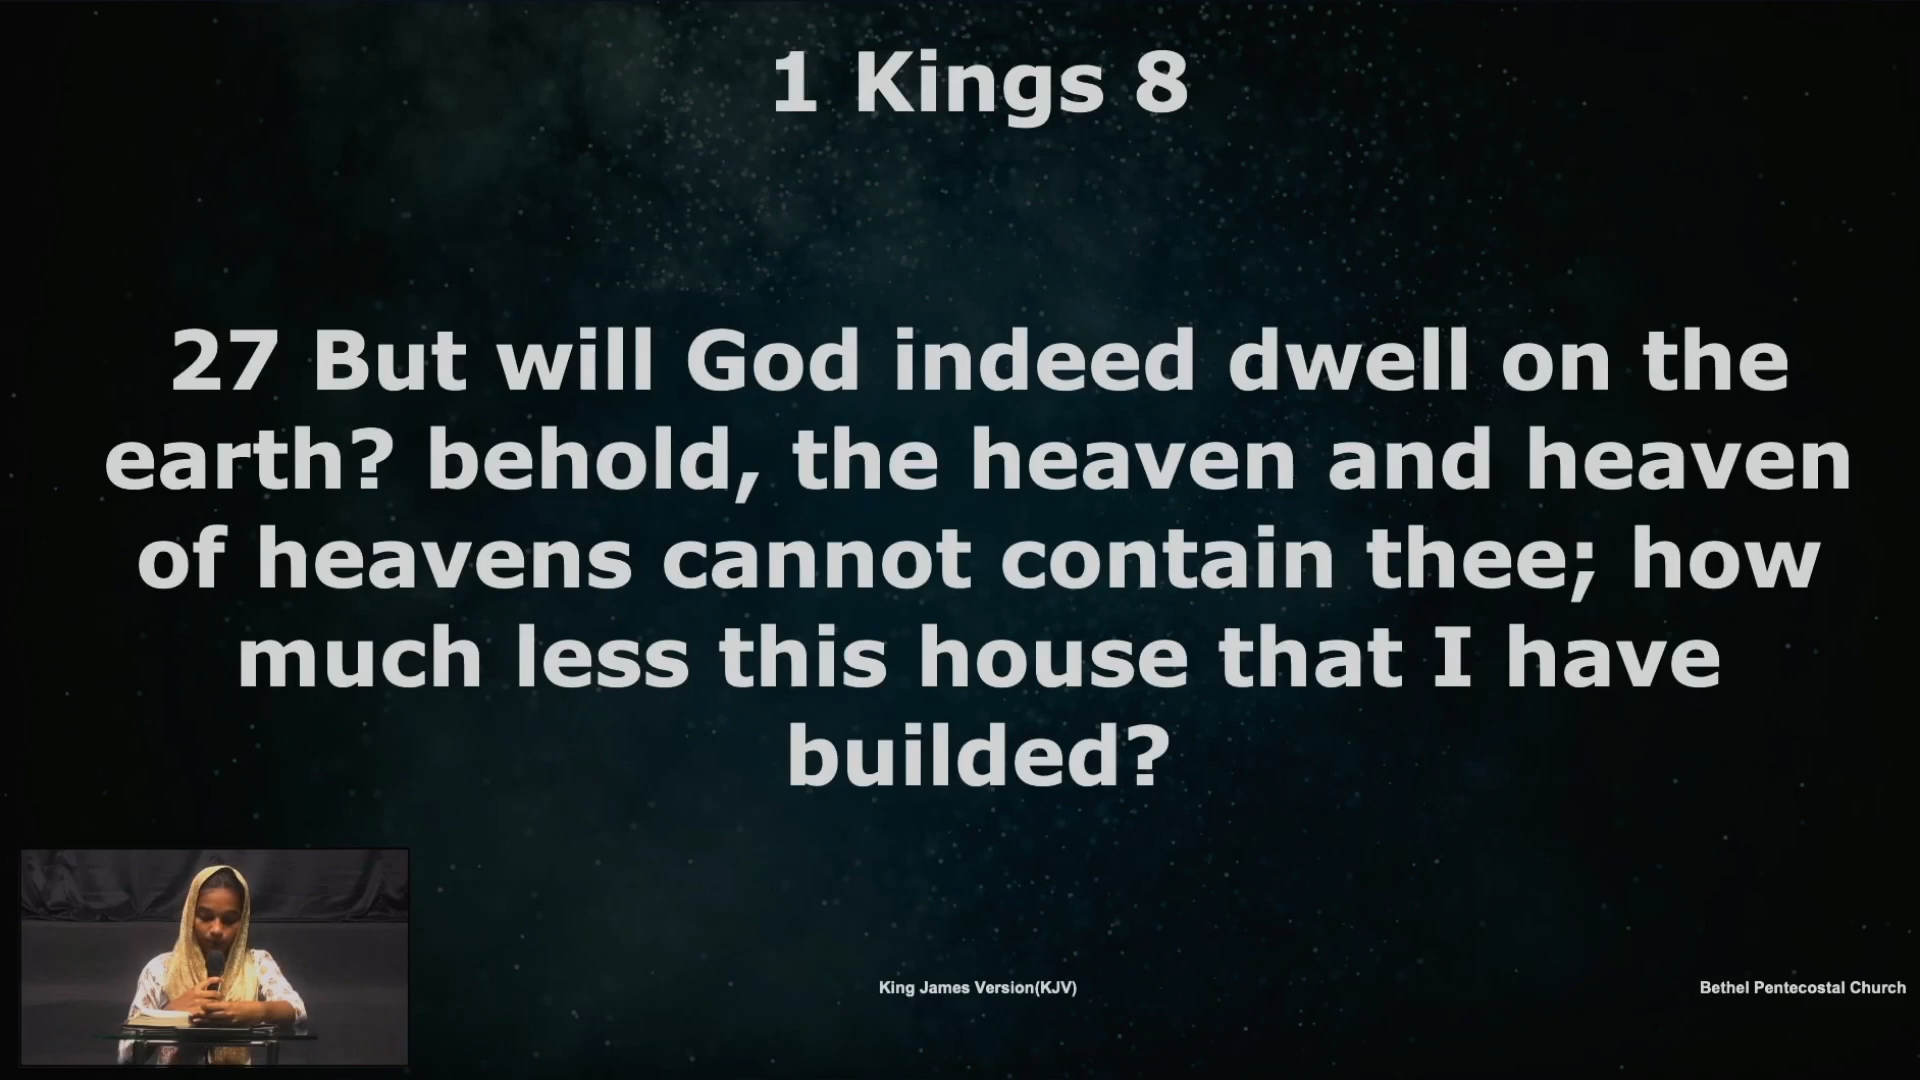 1 Kings 8
27 But will God indeed dwell on the
earth? behold, the heaven and heaven
of heavens cannot contain thee; how
much less this house that I have
builded?
King James Version(KJV)
Bethel Pentecostal Church